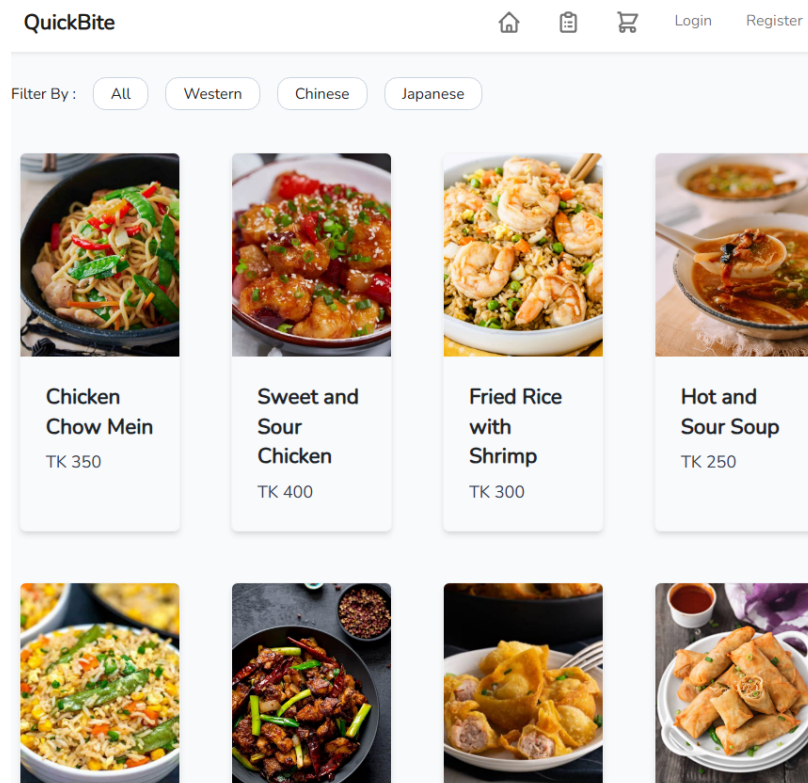 QuickBite
Login
Register
Filter By :
All
Western
Chinese
Japanese
Chicken
Chow Mein
TK 350
Sweet and
Sour
Chicken
TK 400
Fried Rice
with
Shrimp
TK 300
Hot and
Sour Soup
TK 250